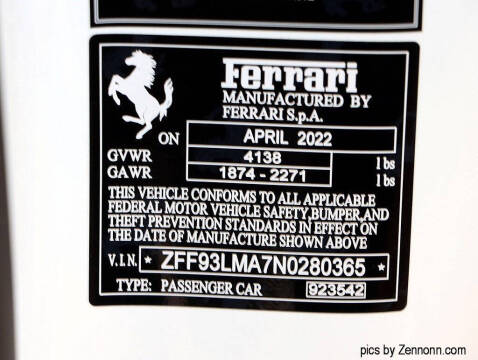 Ferrari
MANUFACTURED BY
FERRARI S.p.A.
ON APRIL 2022
GVWR 4138 lbs
GAWR 1874 - 2271 lbs
THIS VEHICLE CONFORMS TO ALL APPLICABLE
FEDERAL MOTOR VEHICLE SAFETY,BUMPER,AND
THEFT PREVENTION STANDARDS IN EFFECT ON
THE DATE OF MANUFACTURE SHOWN ABOVE
V.I.N. * ZFF93LMA7N0280365 *
TYPE: PASSENGER CAR 923542
pics by Zennonn.com